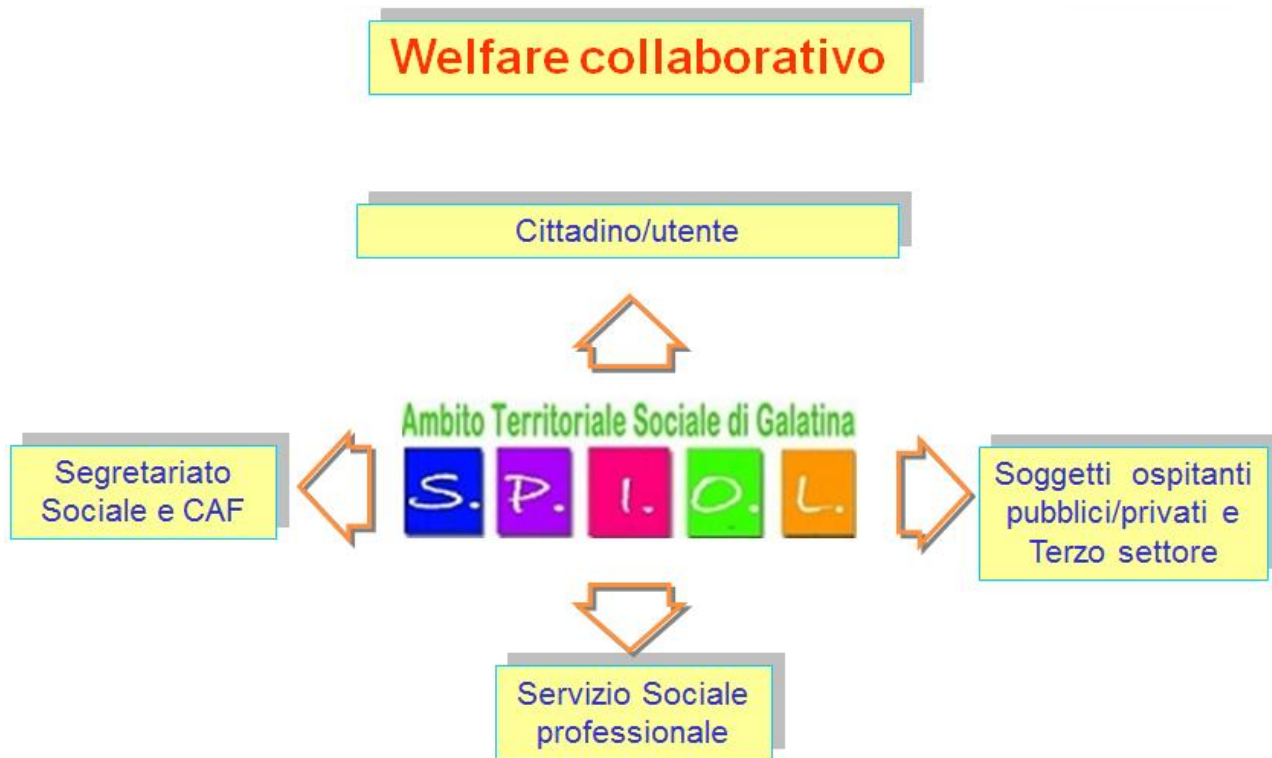 Welfare collaborativo
Cittadino/utente
Ambito Territoriale Sociale di Galatina
S. P. I. O. L.
Segretariato
Sociale e CAF
Soggetti ospitanti
pubblici/privati e
Terzo settore
Servizio Sociale
professionale